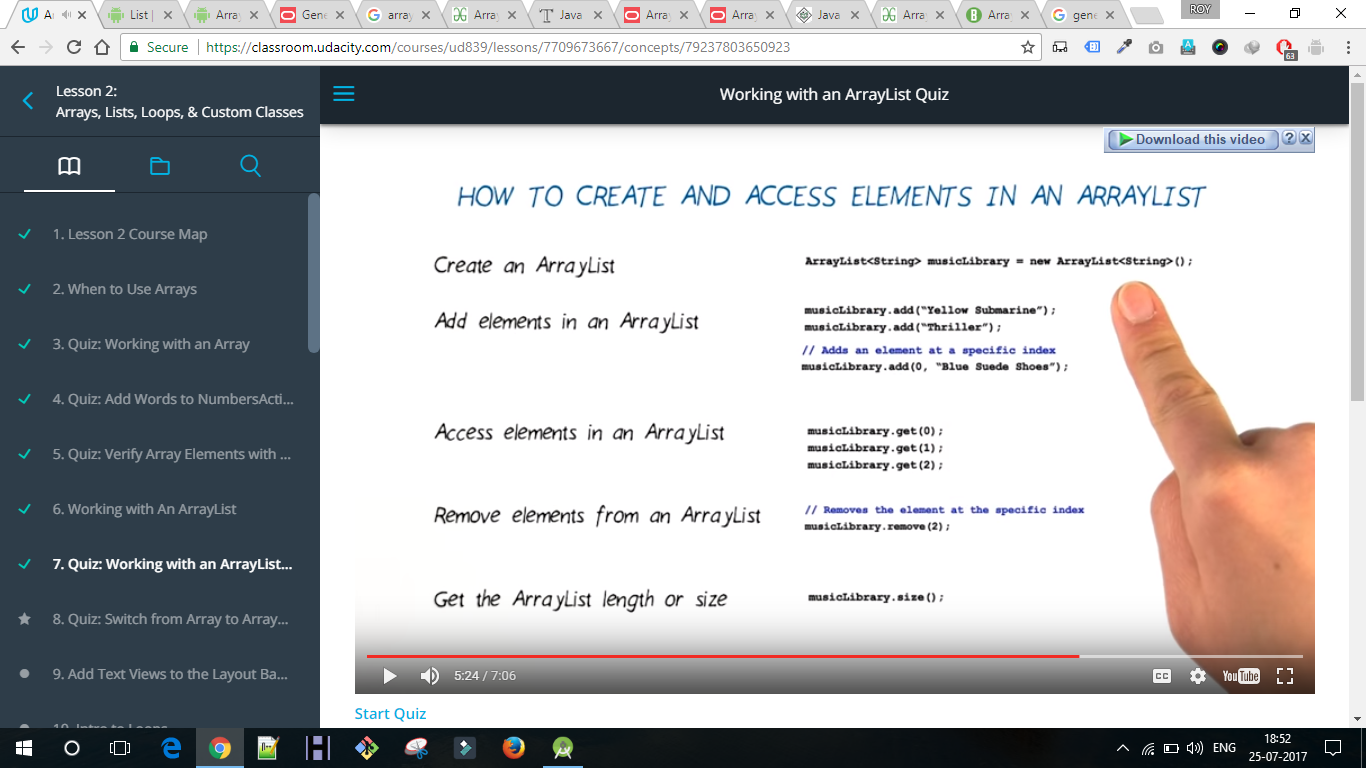 Au
List |
Array
Gene
array
Array
Java
Array
Array
Java
Array
Array
gene
ROY
Secure
https://classroom.udacity.com/courses/ud839/lessons/7709673667/concepts/79237803650923
63
Lesson 2:
Arrays, Lists, Loops, & Custom Classes
1. Lesson 2 Course Map
2. When to Use Arrays
3. Quiz: Working with an Array
4. Quiz: Add Words to NumbersActi...
5. Quiz: Verify Array Elements with ...
6. Working with An ArrayList
7. Quiz: Working with an ArrayList...
8. Quiz: Switch from Array to Array...
9. Add Text Views to the Layout Ba...
10. Intro to Loops
Working with an ArrayList Quiz
Download this video
?
X
HOW TO CREATE AND ACCESS ELEMENTS IN AN ARRAYLIST
Create an ArrayList
ArrayList<String> musicLibrary = new ArrayList<String>();
Add elements in an ArrayList
musicLibrary.add(“Yellow Submarine”);
musicLibrary.add(“Thriller”);
// Adds an element at a specific index
musicLibrary.add(0, “Blue Suede Shoes”);
Access elements in an ArrayList
musicLibrary.get(0);
musicLibrary.get(1);
musicLibrary.get(2);
Remove elements from an ArrayList
// Removes the element at the specific index
musicLibrary.remove(2);
Get the ArrayList length or size
musicLibrary.size();
5:24 / 7:06
CC
YouTube
Start Quiz
ENG
18:52
25-07-2017